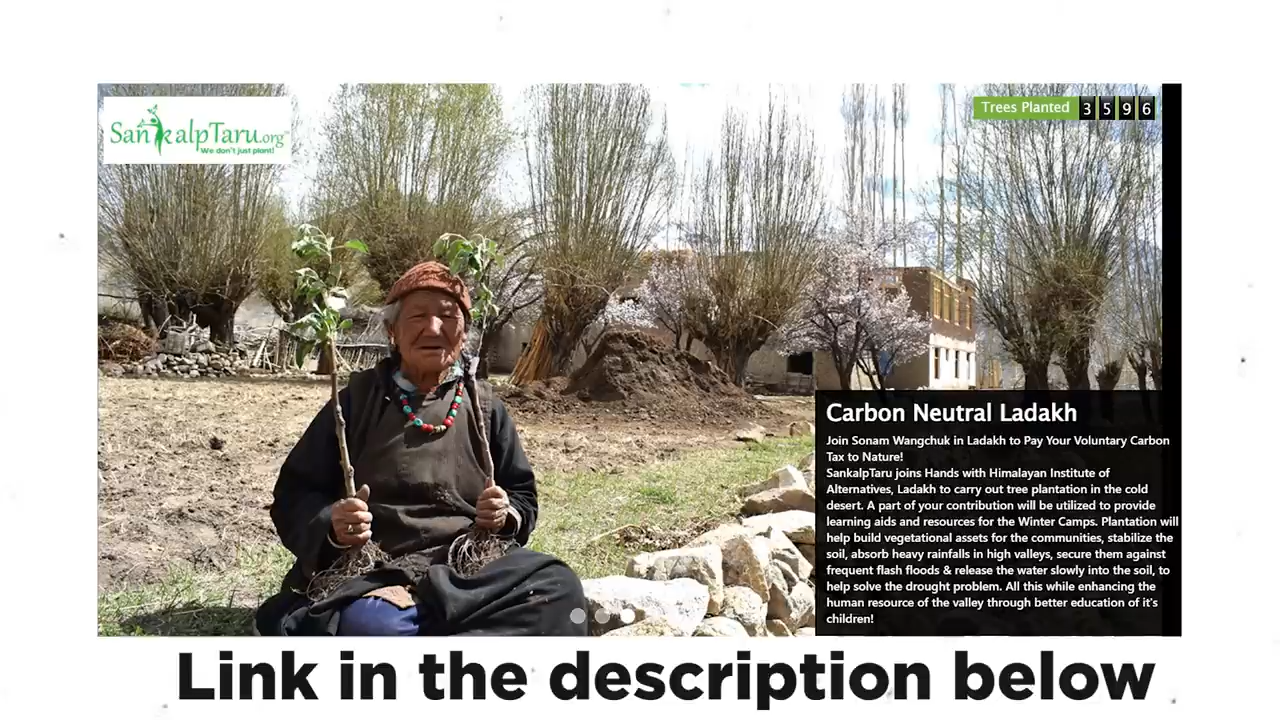 SankalpTaru.org
We don't just plant!
Trees Planted 3 5 9 6
Carbon Neutral Ladakh
Join Sonam Wangchuk in Ladakh to Pay Your Voluntary Carbon
Tax to Nature!
SankalpTaru joins Hands with Himalayan Institute of
Alternatives, Ladakh to carry out tree plantation in the cold
desert. A part of your contribution will be utilized to provide
learning aids and resources for the Winter Camps. Plantation will
help build vegetational assets for the communities, stabilize the
soil, absorb heavy rainfalls in high valleys, secure them against
frequent flash floods & release the water slowly into the soil, to
help solve the drought problem. All this while enhancing the
human resource of the valley through better education of it's
children!
Link in the description below